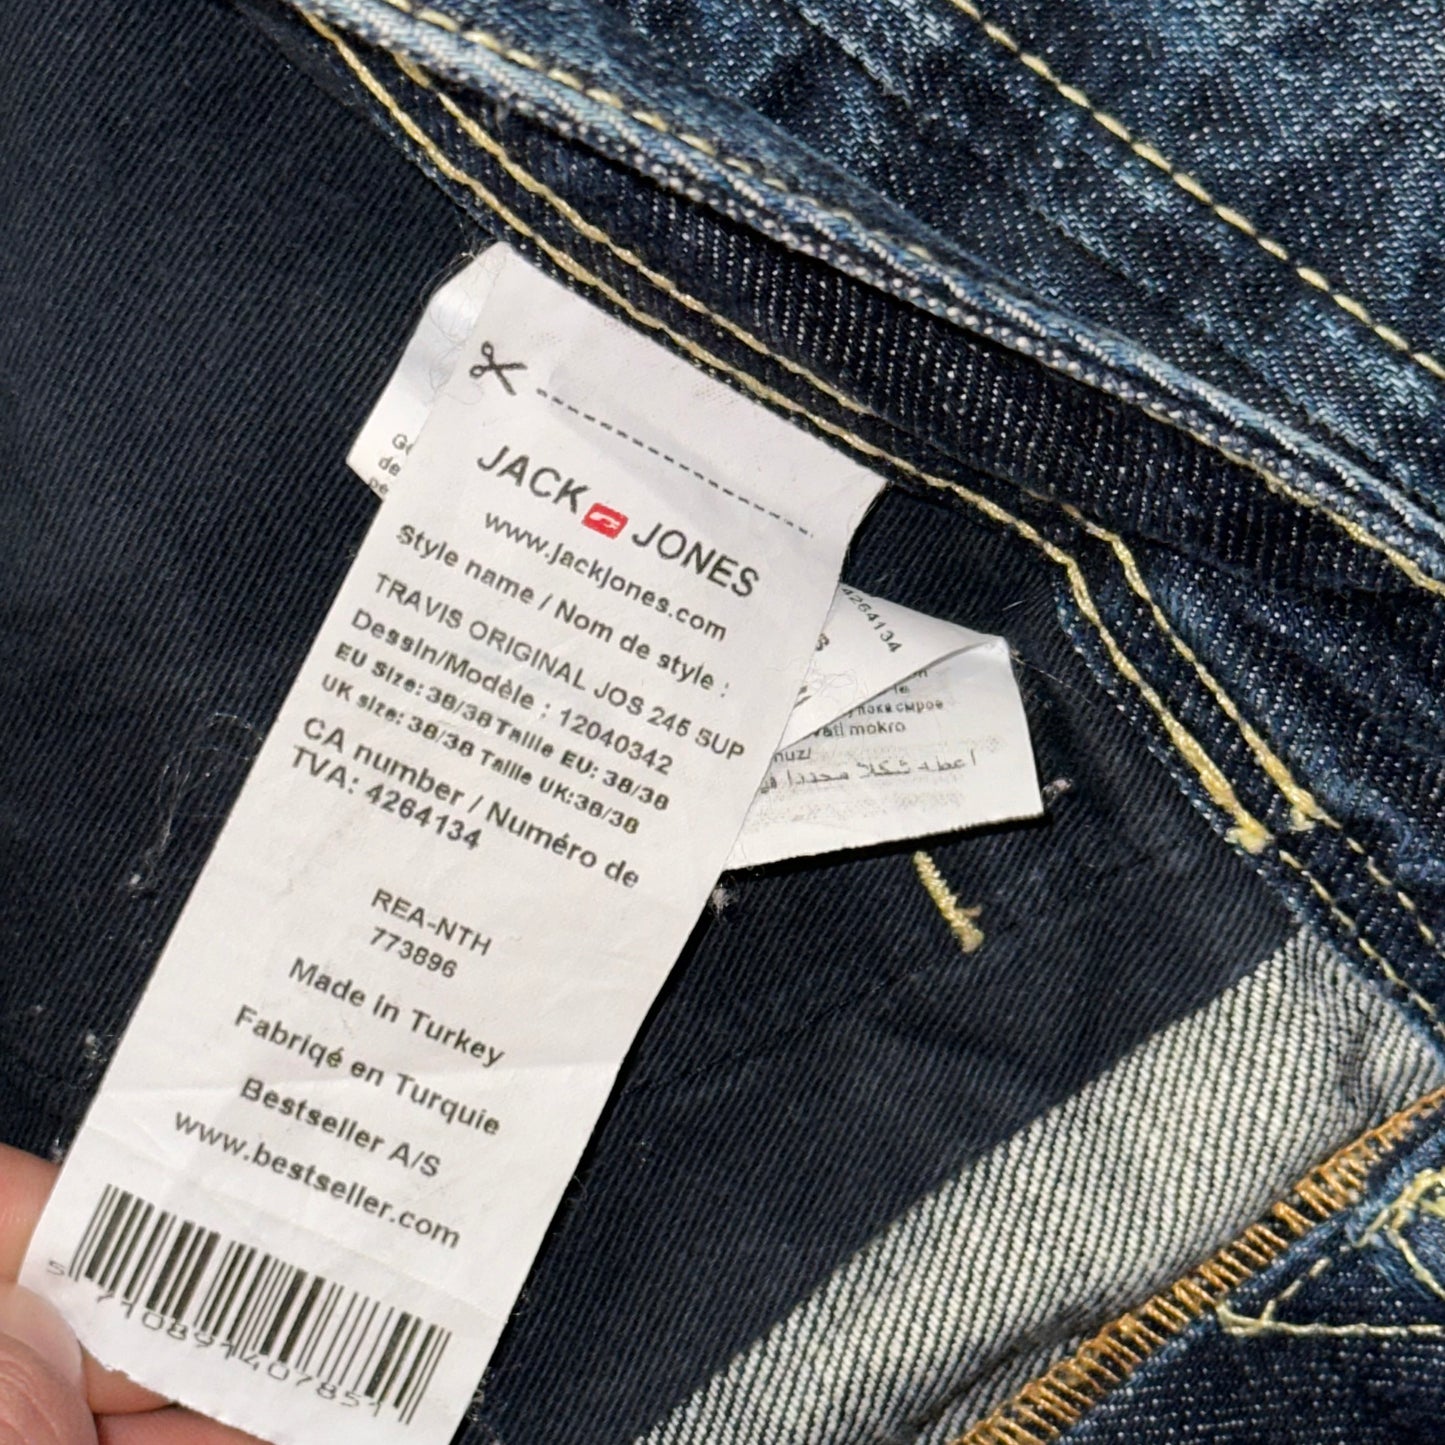 JACK JONES
www.jackjones.com
Style name / Nom de style :
TRAVIS ORIGINAL JOS 245 SUP
Dessin/Modèle : 12040342
EU Size: 38/38 Taille EU: 38/38
UK size: 38/38 Taille UK:38/38
CA number / Numéro de
TVA: 4264134
REA-NTH
773896
Made in Turkey
Fabriqé en Turquie
Bestseller A/S
www.bestseller.com
4264134
сырое
mokro